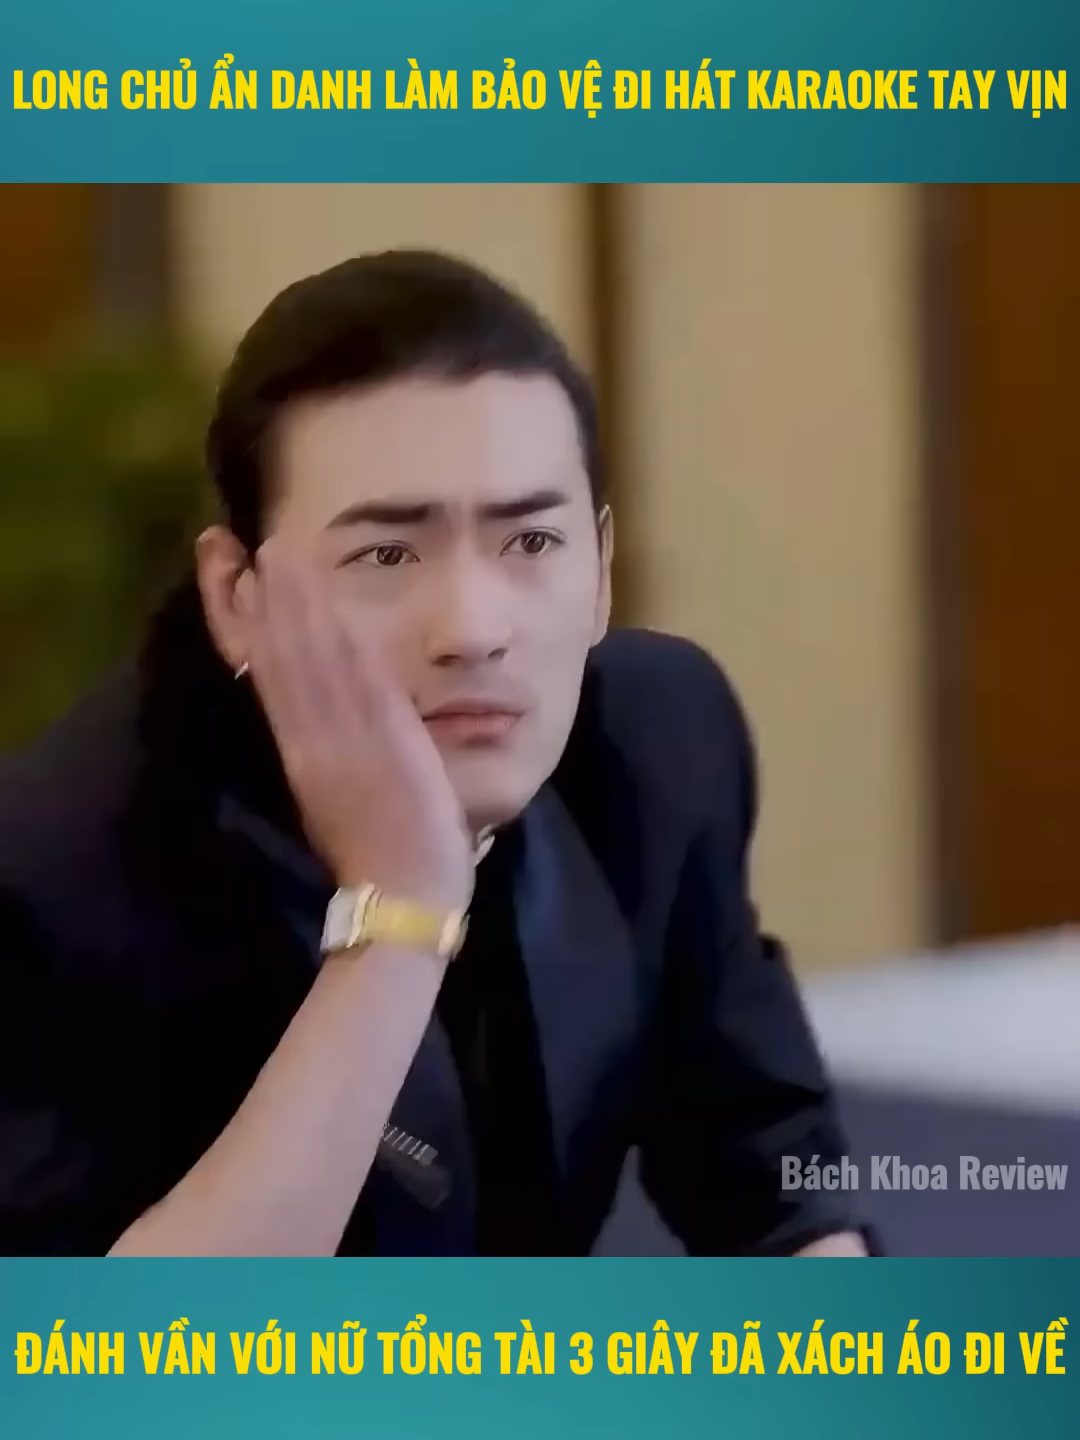 LONG CHỦ ẨN DANH LÀM BẢO VỆ ĐI HÁT KARAOKE TAY VỊN
Bách Khoa Review
ĐÁNH VẦN VỚI NỮ TỔNG TÀI 3 GIÂY ĐÃ XÁCH ÁO ĐI VỀ